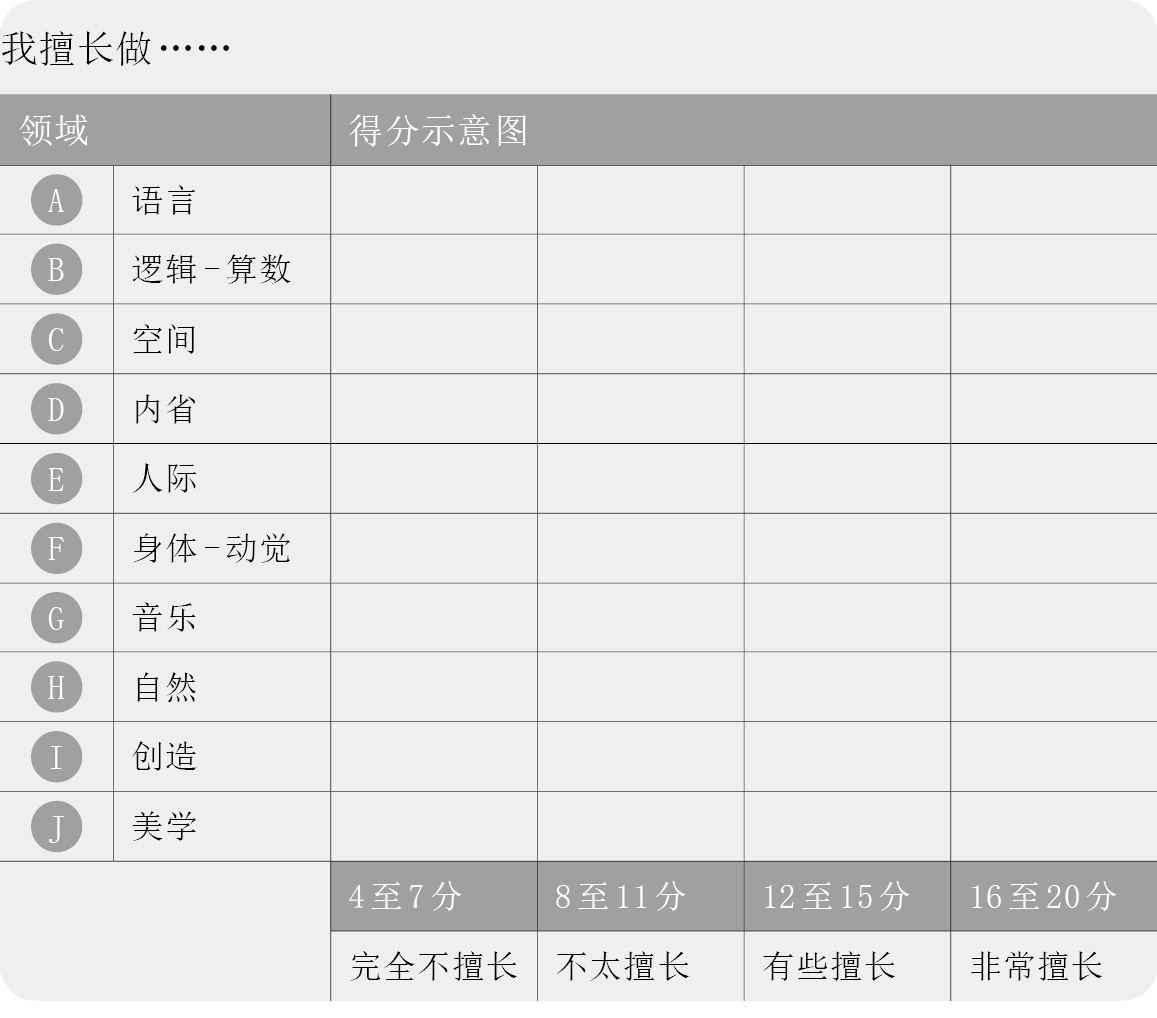 我擅长做……
领域 得分示意图
A 语言
B 逻辑-算数
C 空间
D 内省
E 人际
F 身体-动觉
G 音乐
H 自然
I 创造
J 美学
4至7分 8至11分 12至15分 16至20分
完全不擅长 不太擅长 有些擅长 非常擅长